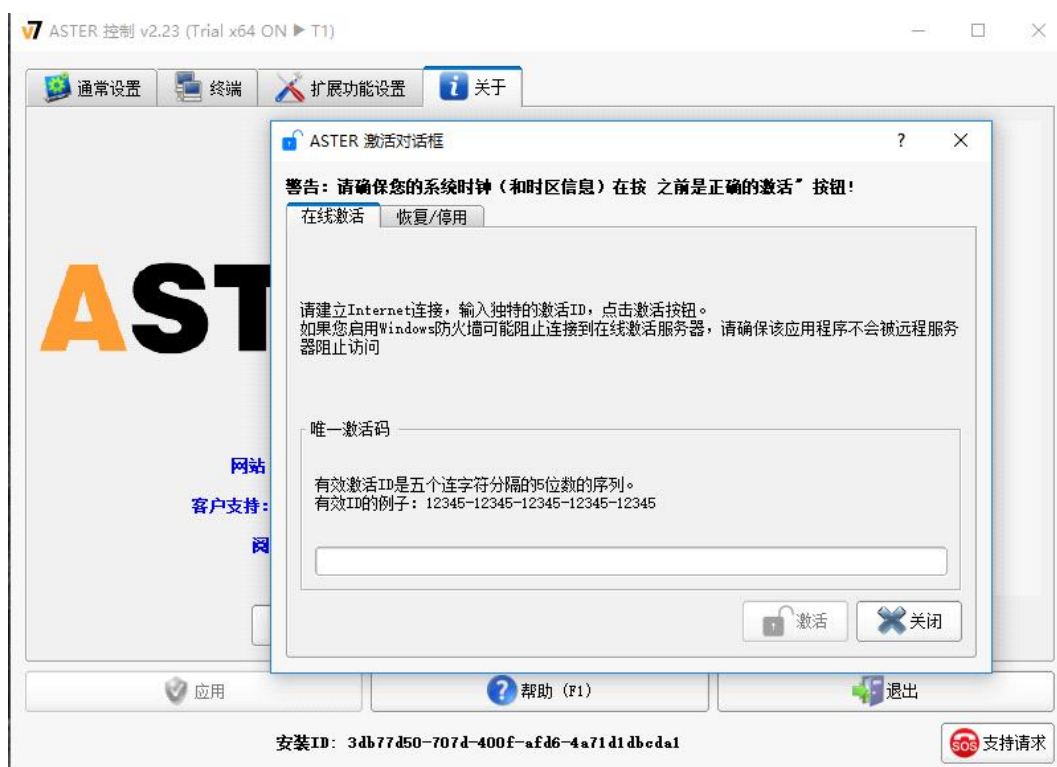 ASTER 控制 v2.23 (Trial x64 ON ▶ T1)
通常设置 终端 扩展功能设置 关于
ASTER 激活对话框
警告：请确保您的系统时钟（和时区信息）在按 之前是正确的激活" 按钮!
在线激活 恢复/停用
AST
请建立Internet连接，输入独特的激活ID，点击激活按钮。
如果您启用Windows防火墙可能阻止连接到在线激活服务器，请确保该应用程序不会被远程服务
器阻止访问
唯一激活码
网站
有效激活ID是五个连字符分隔的5位数的序列。
客户支持:
有效ID的例子: 12345-12345-12345-12345-12345
激活 关闭
应用 帮助 (F1) 退出
安装ID: 3db77d50-707d-400f-afd6-4a71d1dbcda1
SOS 支持请求